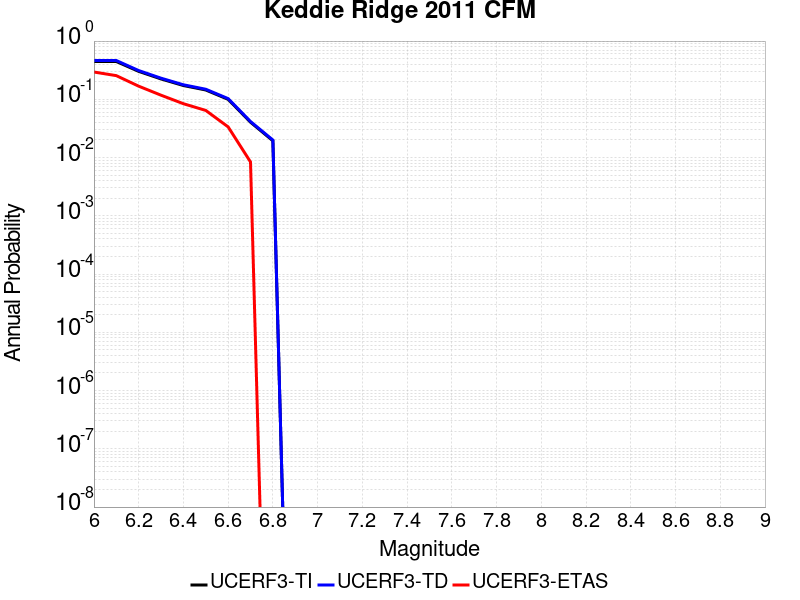 Keddie Ridge 2011 CFM
10^0
10^-1
10^-2
10^-3
10^-4
10^-5
10^-6
10^-7
10^-8
Annual Probability
6 6.2 6.4 6.6 6.8 7 7.2 7.4 7.6 7.8 8 8.2 8.4 8.6 8.8 9
Magnitude
UCERF3-TI UCERF3-TD UCERF3-ETAS